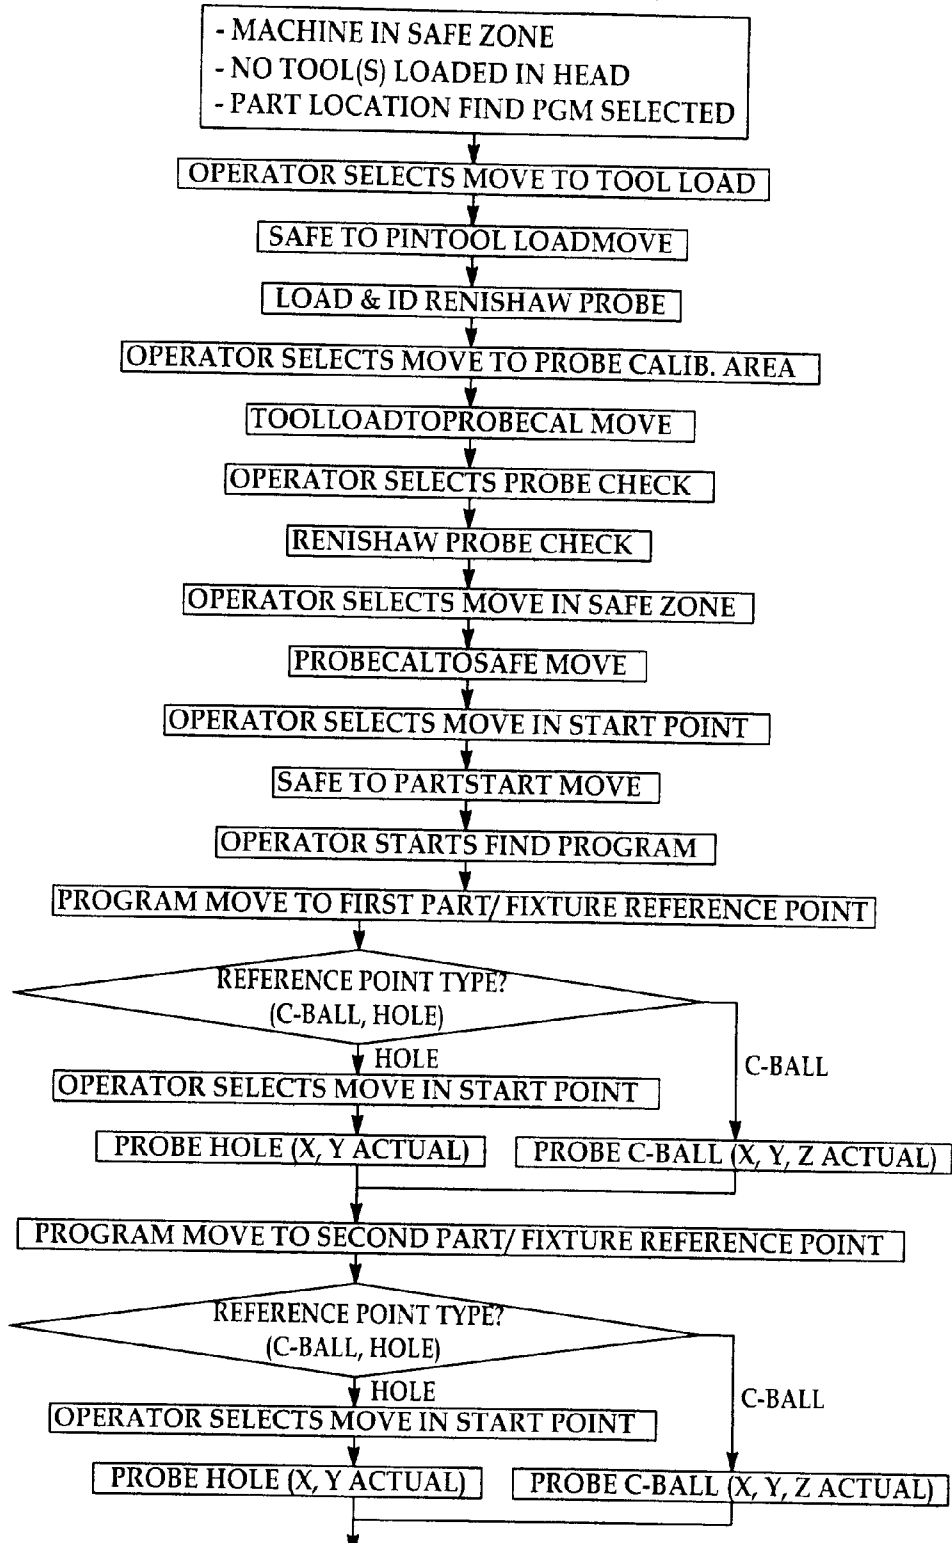 - MACHINE IN SAFE ZONE
- NO TOOL(S) LOADED IN HEAD
- PART LOCATION FIND PGM SELECTED
OPERATOR SELECTS MOVE TO TOOL LOAD
SAFE TO PINTOOL LOADMOVE
LOAD & ID RENISHAW PROBE
OPERATOR SELECTS MOVE TO PROBE CALIB. AREA
TOOLLOADTOPROBECAL MOVE
OPERATOR SELECTS PROBE CHECK
RENISHAW PROBE CHECK
OPERATOR SELECTS MOVE IN SAFE ZONE
PROBECALTOSAFE MOVE
OPERATOR SELECTS MOVE IN START POINT
SAFE TO PARTSTART MOVE
OPERATOR STARTS FIND PROGRAM
PROGRAM MOVE TO FIRST PART/ FIXTURE REFERENCE POINT
REFERENCE POINT TYPE?
(C-BALL, HOLE)
HOLE
C-BALL
OPERATOR SELECTS MOVE IN START POINT
PROBE HOLE (X, Y ACTUAL)
PROBE C-BALL (X, Y, Z ACTUAL)
PROGRAM MOVE TO SECOND PART/ FIXTURE REFERENCE POINT
REFERENCE POINT TYPE?
(C-BALL, HOLE)
HOLE
C-BALL
OPERATOR SELECTS MOVE IN START POINT
PROBE HOLE (X, Y ACTUAL)
PROBE C-BALL (X, Y, Z ACTUAL)